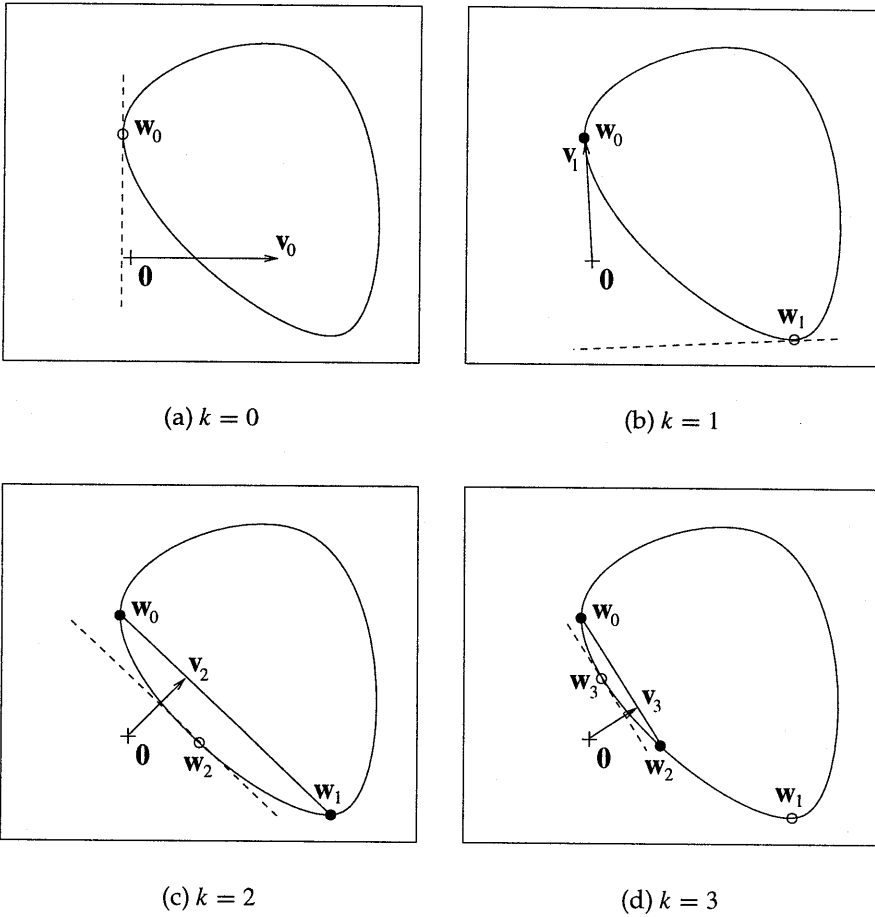 w₀
v₀
0
(a) k = 0
w₀
v₁
0
w₁
(b) k = 1
w₀
v₂
0
w₂
w₁
(c) k = 2
w₀
w₃
v₃
0
w₂
w₁
(d) k = 3